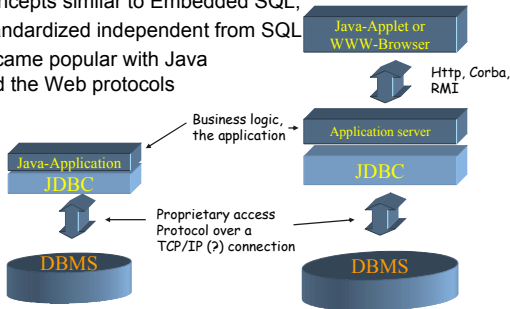 ncepts similar to Embedded SQL,
andardized independent from SQL
came popular with Java
d the Web protocols
Java-Applet or
WWW-Browser
Http, Corba,
RMI
Business logic,
the application
Application server
Java-Application
JDBC
JDBC
Proprietary access
Protocol over a
TCP/IP (?) connection
DBMS
DBMS